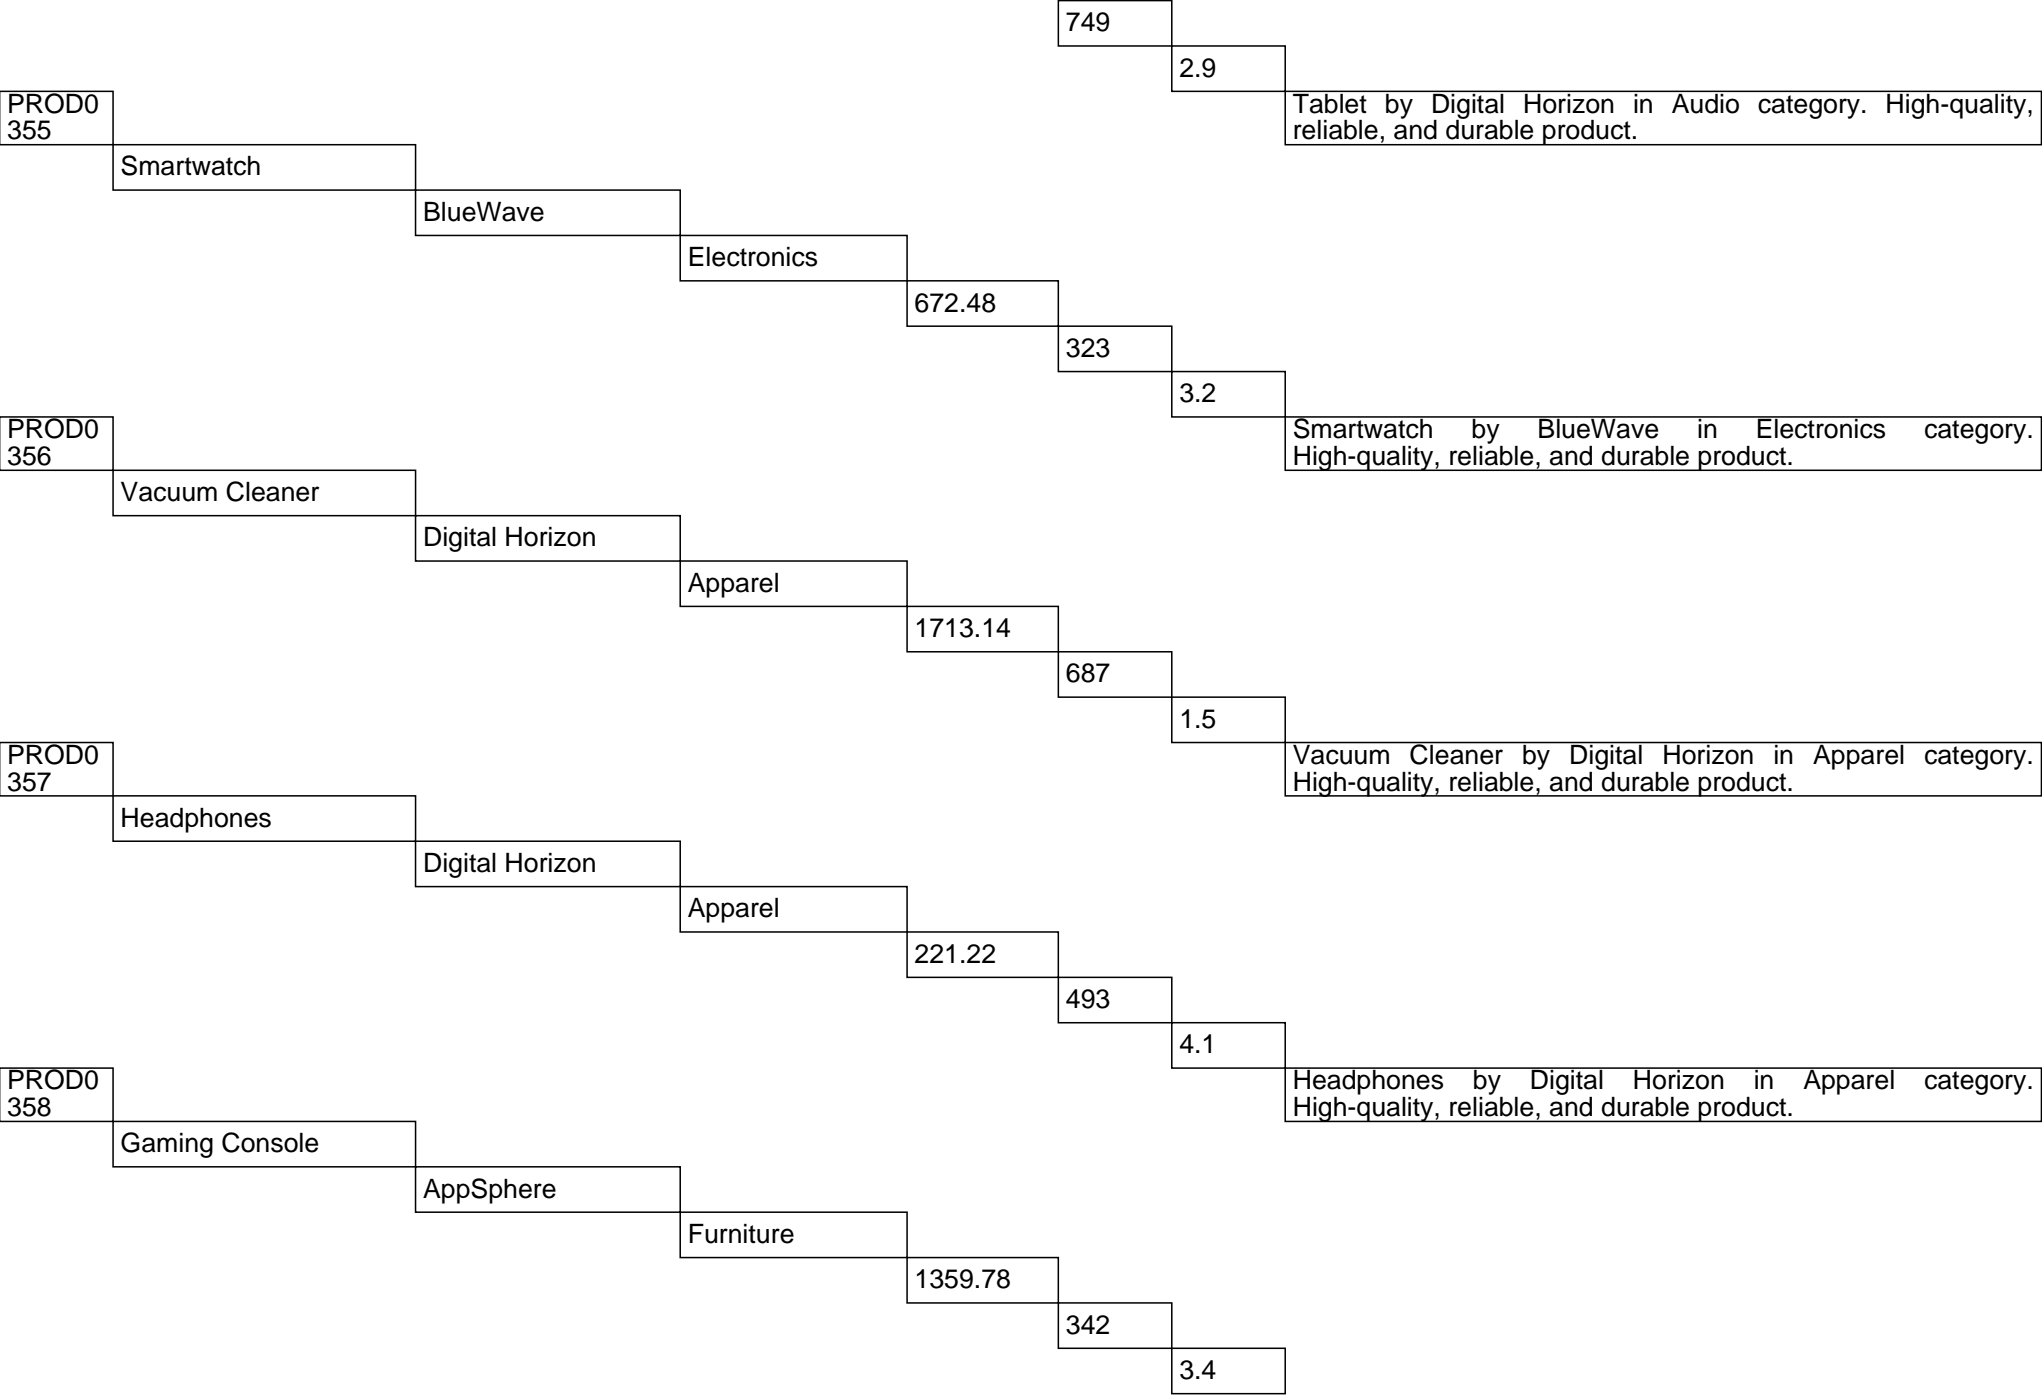 749
2.9
Tablet by Digital Horizon in Audio category. High-quality,
reliable, and durable product.
PROD0
355
Smartwatch
BlueWave
Electronics
672.48
323
3.2
Smartwatch by BlueWave in Electronics category.
High-quality, reliable, and durable product.
PROD0
356
Vacuum Cleaner
Digital Horizon
Apparel
1713.14
687
1.5
Vacuum Cleaner by Digital Horizon in Apparel category.
High-quality, reliable, and durable product.
PROD0
357
Headphones
Digital Horizon
Apparel
221.22
493
4.1
Headphones by Digital Horizon in Apparel category.
High-quality, reliable, and durable product.
PROD0
358
Gaming Console
AppSphere
Furniture
1359.78
342
3.4